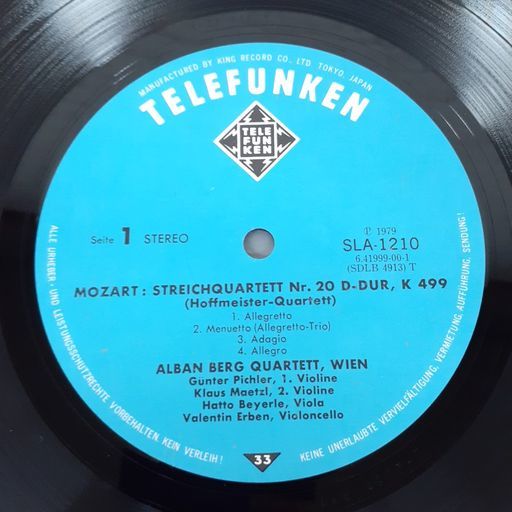 MANUFACTURED BY KING RECORD CO., LTD. TOKYO, JAPAN
TELEFUNKEN
TELE
FUN
KEN
Seite 1 STEREO
℗ 1979
SLA-1210
6.41999-00-1
(SDLB 4913) T
MOZART: STREICHQUARTETT Nr. 20 D-DUR, K 499
(Hoffmeister-Quartett)
1. Allegretto
2. Menuetto (Allegretto-Trio)
3. Adagio
4. Allegro
ALBAN BERG QUARTETT, WIEN
Günter Pichler, 1. Violine
Klaus Maetzl, 2. Violine
Hatto Beyerle, Viola
Valentin Erben, Violoncello
33
ALLE URHEBER- UND LEISTUNGSSCHUTZRECHTE VORBEHALTEN. KEIN VERLEIH!
KEINE UNERLAUBTE VERVIELFÄLTIGUNG, VERMIETUNG, AUFFÜHRUNG, SENDUNG!